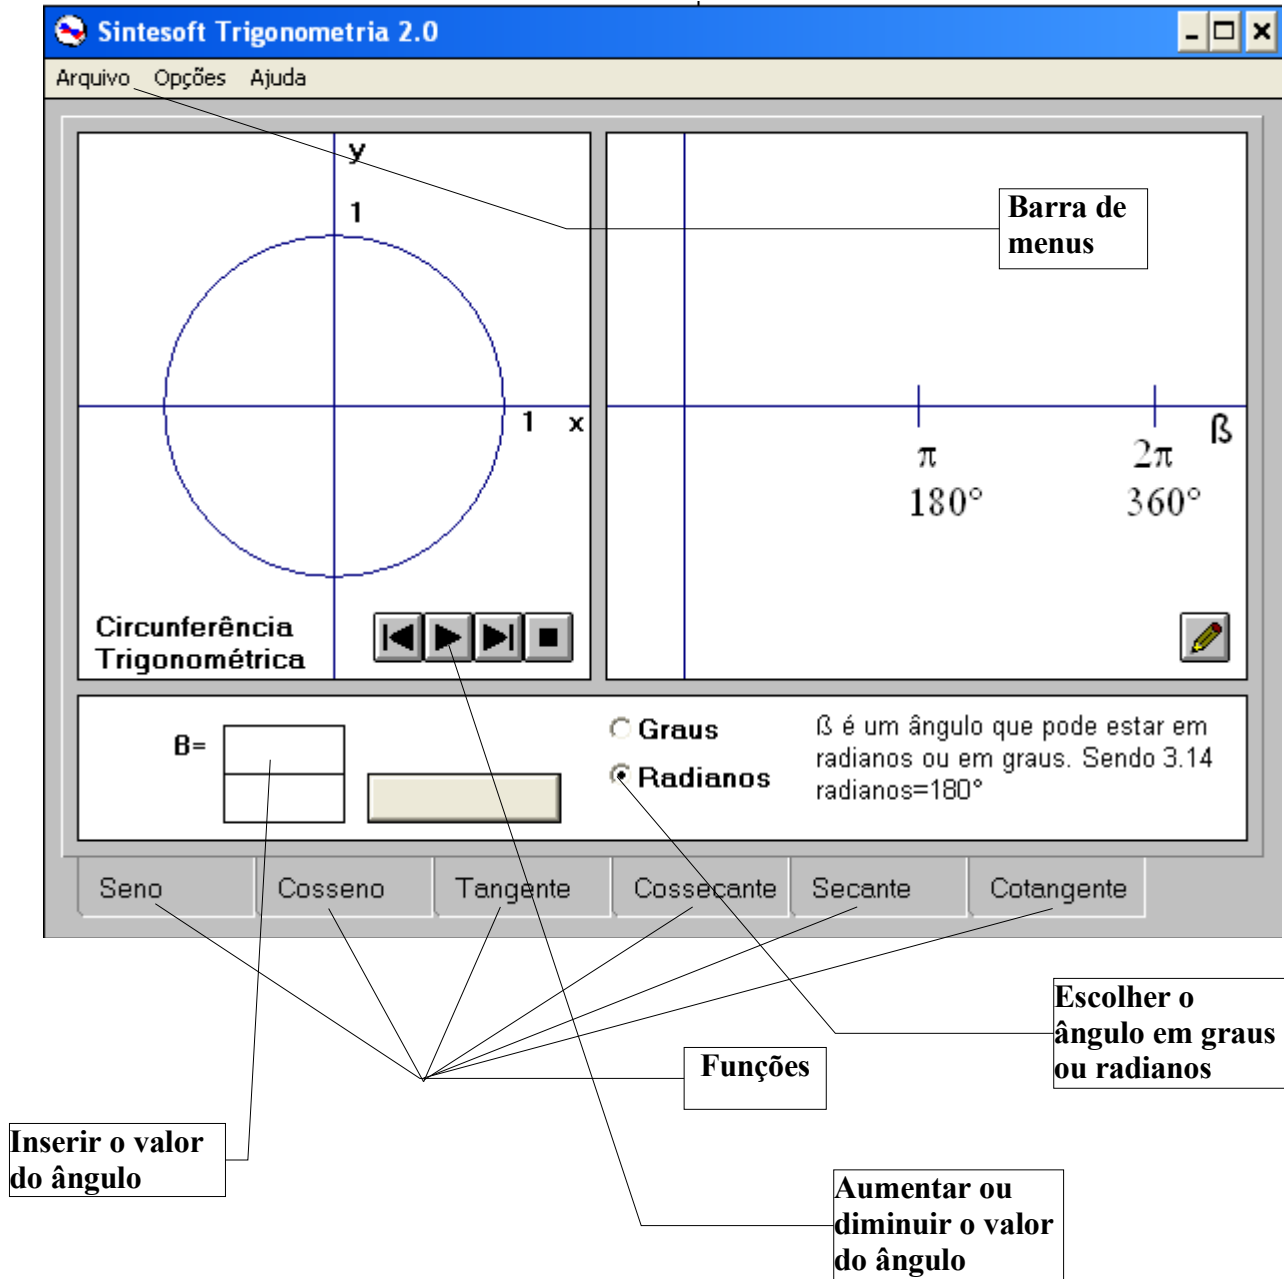 Sintesoft Trigonometria 2.0
Arquivo Opções Ajuda
y
1
1 x
Circunferência
Trigonométrica
Barra de
menus
π
180°
2π
360°
ß
B=
Graus
Radianos
ß é um ângulo que pode estar em
radianos ou em graus. Sendo 3.14
radianos=180°
Seno Cosseno Tangente Cossecante Secante Cotangente
Escolher o
ângulo em graus
ou radianos
Funções
Inserir o valor
do ângulo
Aumentar ou
diminuir o valor
do ângulo